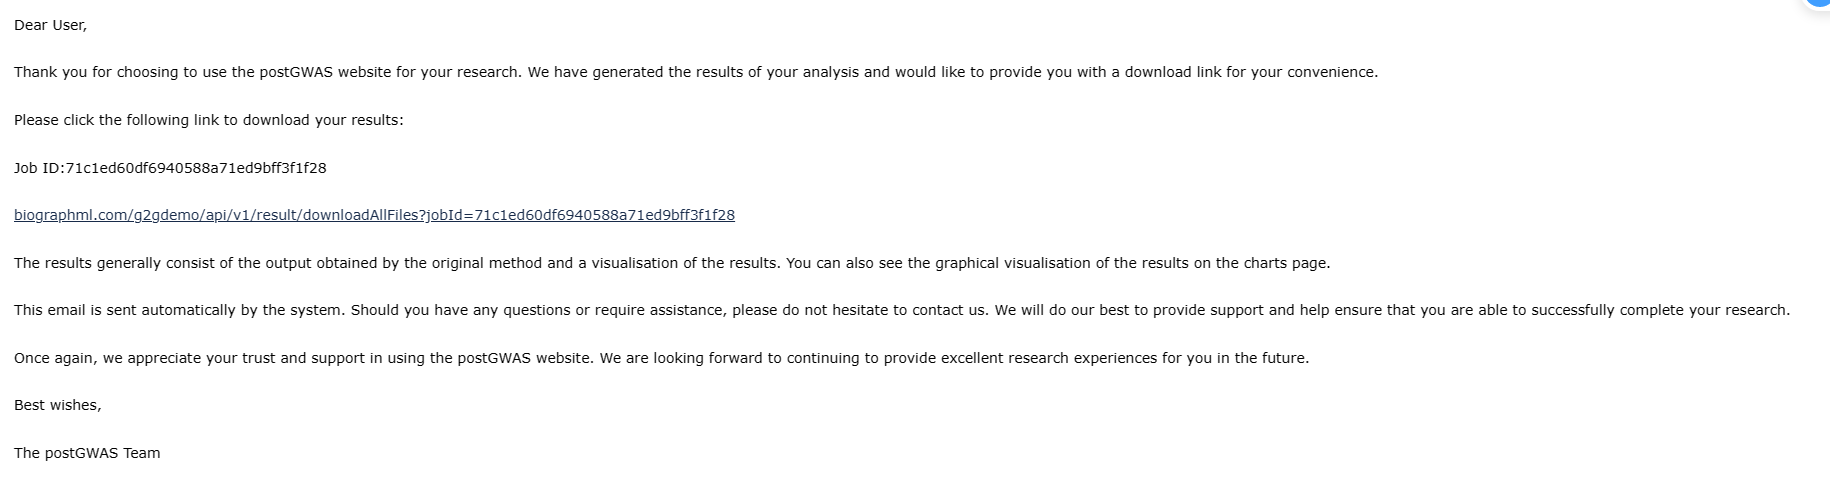 Dear User,
Thank you for choosing to use the postGWAS website for your research. We have generated the results of your analysis and would like to provide you with a download link for your convenience.
Please click the following link to download your results:
Job ID:71c1ed60df6940588a71ed9bff3f1f28
biographml.com/g2gdemo/api/v1/result/downloadAllFiles?jobId=71c1ed60df6940588a71ed9bff3f1f28
The results generally consist of the output obtained by the original method and a visualisation of the results. You can also see the graphical visualisation of the results on the charts page.
This email is sent automatically by the system. Should you have any questions or require assistance, please do not hesitate to contact us. We will do our best to provide support and help ensure that you are able to successfully complete your research.
Once again, we appreciate your trust and support in using the postGWAS website. We are looking forward to continuing to provide excellent research experiences for you in the future.
Best wishes,
The postGWAS Team